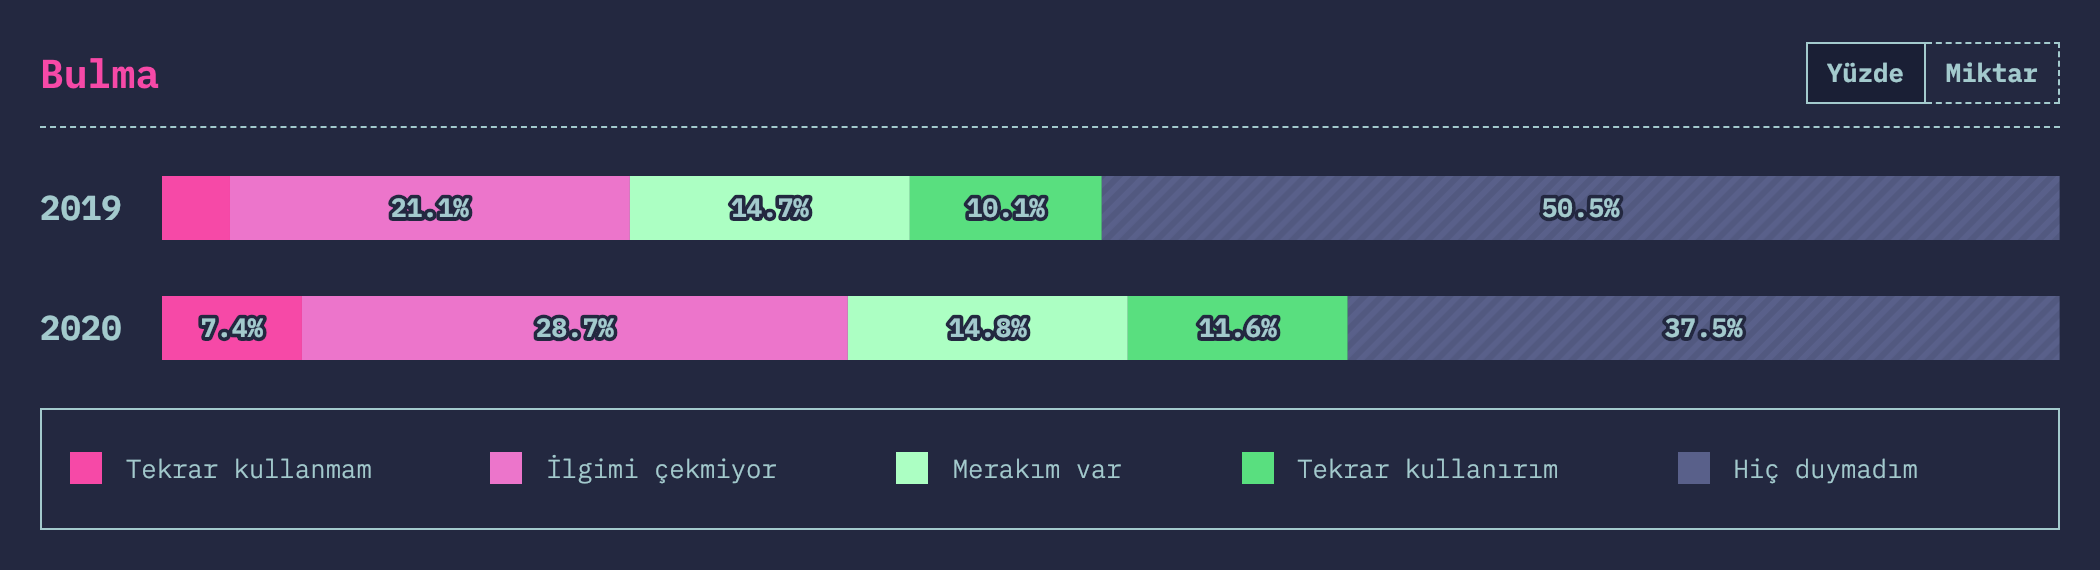 Bulma
Yüzde Miktar
2019 21.1% 14.7% 10.1% 50.5%
2020 7.4% 28.7% 14.8% 11.6% 37.5%
Tekrar kullanmam İlgimi çekmiyor Merakım var Tekrar kullanırım Hiç duymadım